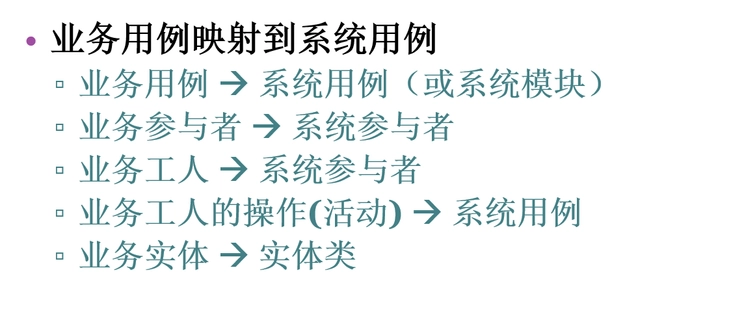 • 业务用例映射到系统用例
▫ 业务用例 → 系统用例（或系统模块）
▫ 业务参与者 → 系统参与者
▫ 业务工人 → 系统参与者
▫ 业务工人的操作(活动) → 系统用例
▫ 业务实体 → 实体类